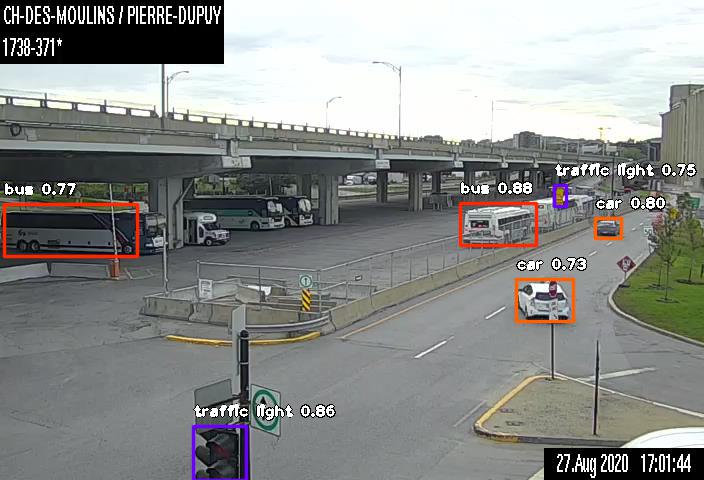 CH-DES-MOULINS / PIERRE-DUPUY
1738-371*
traffic light 0.75
bus 0.77
bus 0.88
car 0.80
car 0.73
traffic light 0.86
27.Aug 2020 17:01:44